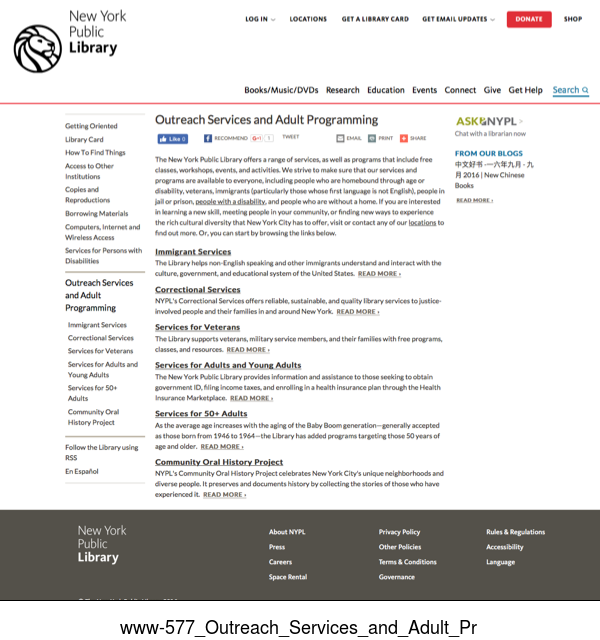 New York
Public
Library
LOG IN
LOCATIONS
GET A LIBRARY CARD
GET EMAIL UPDATES
DONATE
SHOP
Books/Music/DVDs Research Education Events Connect Give Get Help Search
Getting Oriented
Library Card
How To Find Things
Access to Other
Institutions
Copies and
Reproductions
Borrowing Materials
Computers, Internet and
Wireless Access
Services for Persons with
Disabilities
Outreach Services
and Adult
Programming
Immigrant Services
Correctional Services
Services for Veterans
Services for Adults and
Young Adults
Services for 50+
Adults
Community Oral
History Project
Follow the Library using
RSS
En Español
Outreach Services and Adult Programming
Like 0 RECOMMEND G+1 1 TWEET EMAIL PRINT SHARE
The New York Public Library offers a range of services, as well as programs that include free
classes, workshops, events, and activities. We strive to make sure that our services and
programs are available to everyone, including people who are homebound through age or
disability, veterans, immigrants (particularly those whose first language is not English), people in
jail or prison, people with a disability, and people who are without a home. If you are interested
in learning a new skill, meeting people in your community, or finding new ways to experience
the rich cultural diversity that New York City has to offer, visit or contact any of our locations to
find out more. Or, you can start by browsing the links below.
Immigrant Services
The Library helps non-English speaking and other immigrants understand and interact with the
culture, government, and educational system of the United States. READ MORE ›
Correctional Services
NYPL's Correctional Services offers reliable, sustainable, and quality library services to justice-
involved people and their families in and around New York. READ MORE ›
Services for Veterans
The Library supports veterans, military service members, and their families with free programs,
classes, and resources. READ MORE ›
Services for Adults and Young Adults
The New York Public Library provides information and assistance to those seeking to obtain
government ID, filing income taxes, and enrolling in a health insurance plan through the Health
Insurance Marketplace. READ MORE ›
Services for 50+ Adults
As the average age increases with the aging of the Baby Boom generation—generally accepted
as those born from 1946 to 1964—the Library has added programs targeting those 50 years of
age and older. READ MORE ›
Community Oral History Project
NYPL's Community Oral History Project celebrates New York City's unique neighborhoods and
diverse people. It preserves and documents history by collecting the stories of those who have
experienced it. READ MORE ›
ASK NYPL >
Chat with a librarian now
FROM OUR BLOGS
中文好书 -一六年九月 - 九
月 2016 | New Chinese
Books
READ MORE ›
New York
Public
Library
About NYPL
Press
Careers
Space Rental
Privacy Policy
Other Policies
Terms & Conditions
Governance
Rules & Regulations
Accessibility
Language
www-577_Outreach_Services_and_Adult_Pr